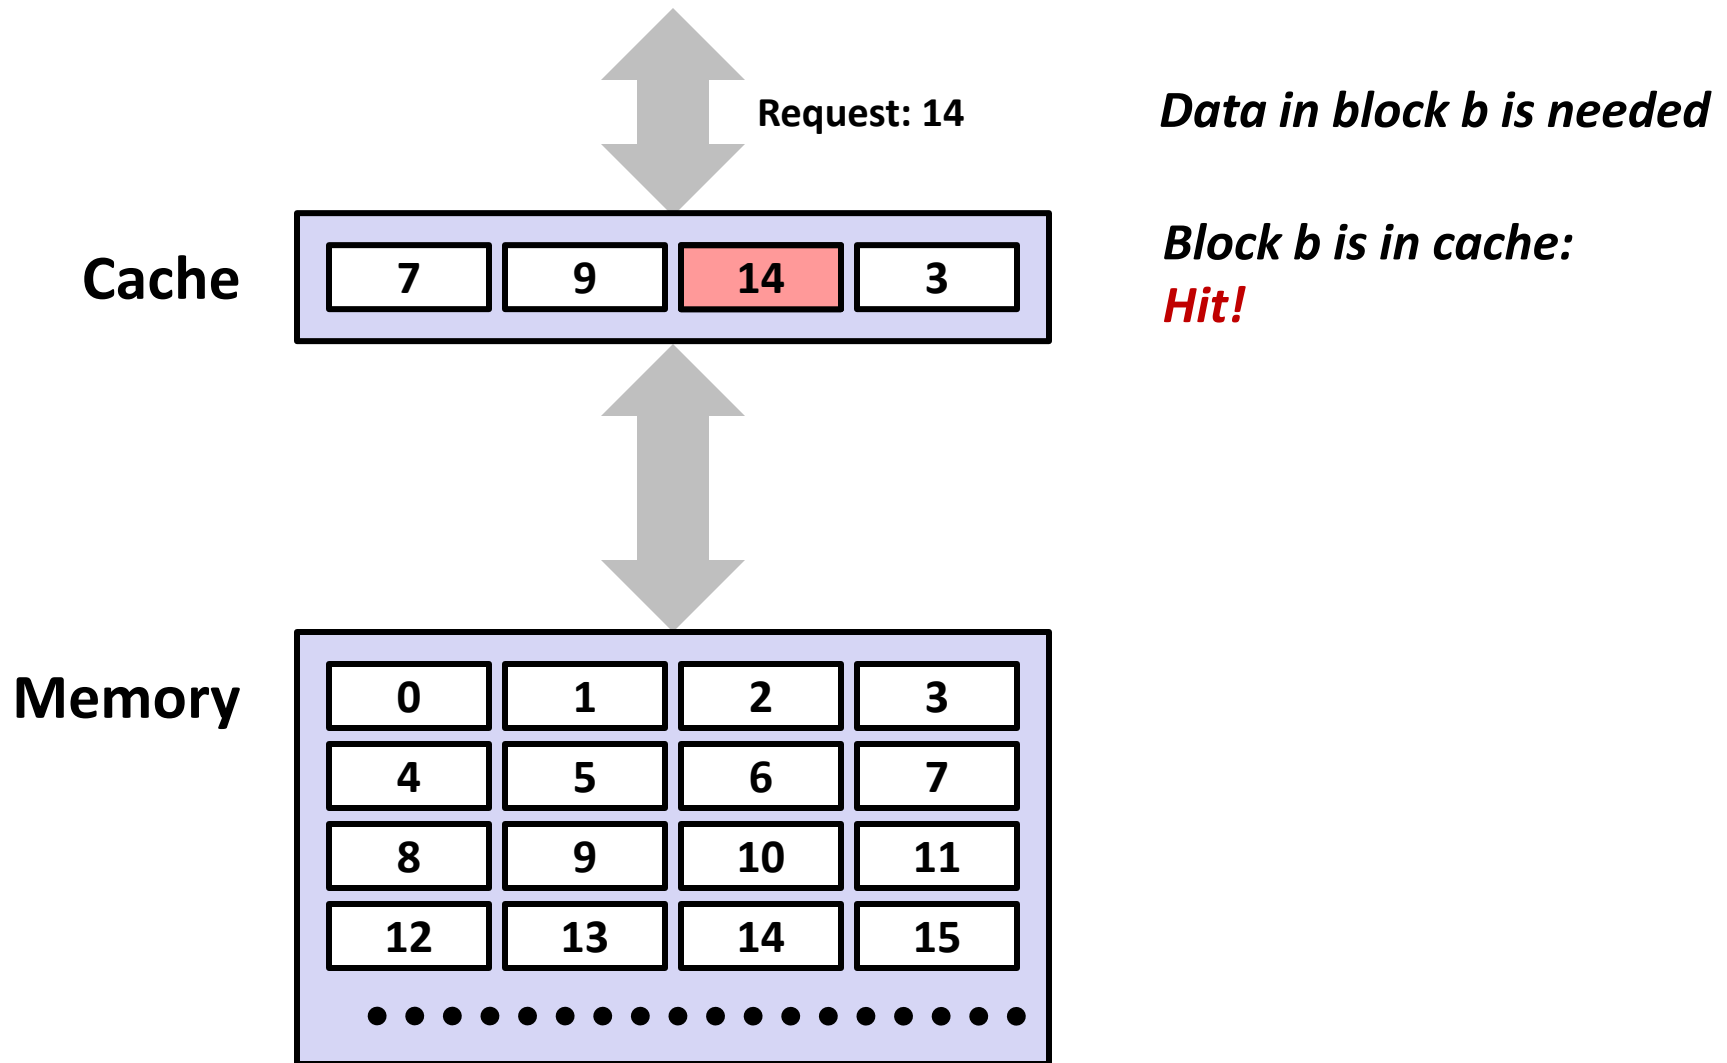 Request: 14
Data in block b is needed
Cache
7 9 14 3
Block b is in cache:
Hit!
Memory
0 1 2 3
4 5 6 7
8 9 10 11
12 13 14 15